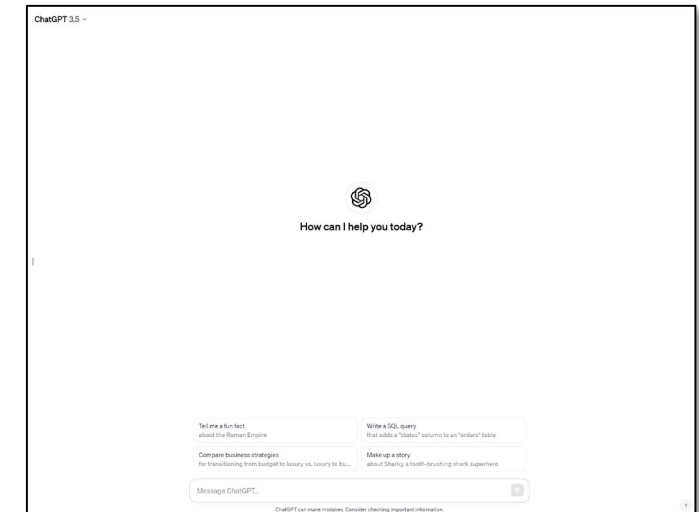 ChatGPT 3.5
How can I help you today?
Tell me a fun fact
about the Roman Empire
Write a SQL query
that adds a "status" column to an "orders" table
Compare business strategies
for transitioning from budget to luxury vs. luxury to bu...
Make up a story
about Sharky, a tooth-brushing shark superhero
Message ChatGPT...
ChatGPT can make mistakes. Consider checking important information.
?